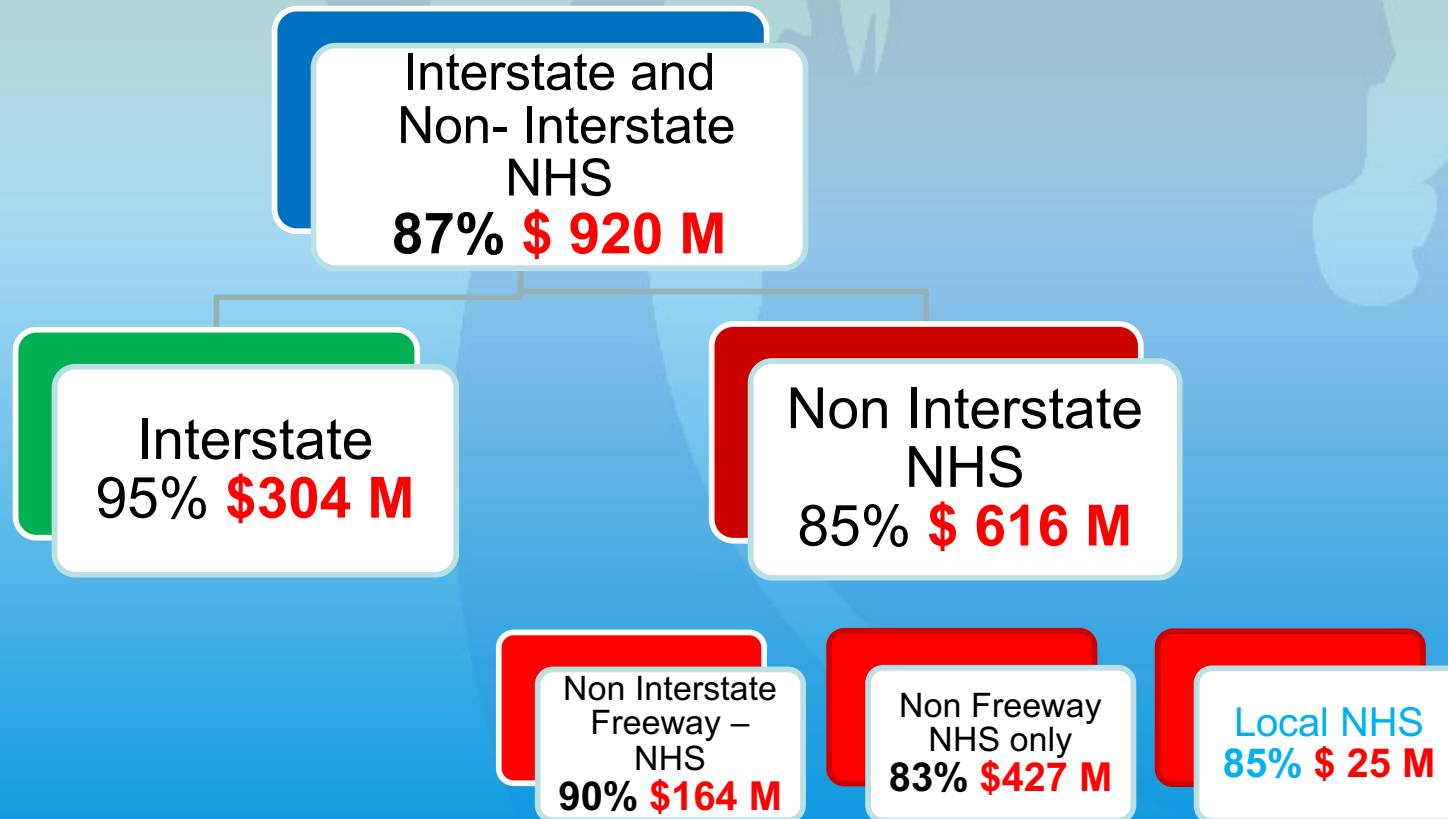 Interstate and
Non- Interstate
NHS
87% $ 920 M
Interstate
95% $304 M
Non Interstate
NHS
85% $ 616 M
Non Interstate
Freeway –
NHS
90% $164 M
Non Freeway
NHS only
83% $427 M
Local NHS
85% $ 25 M